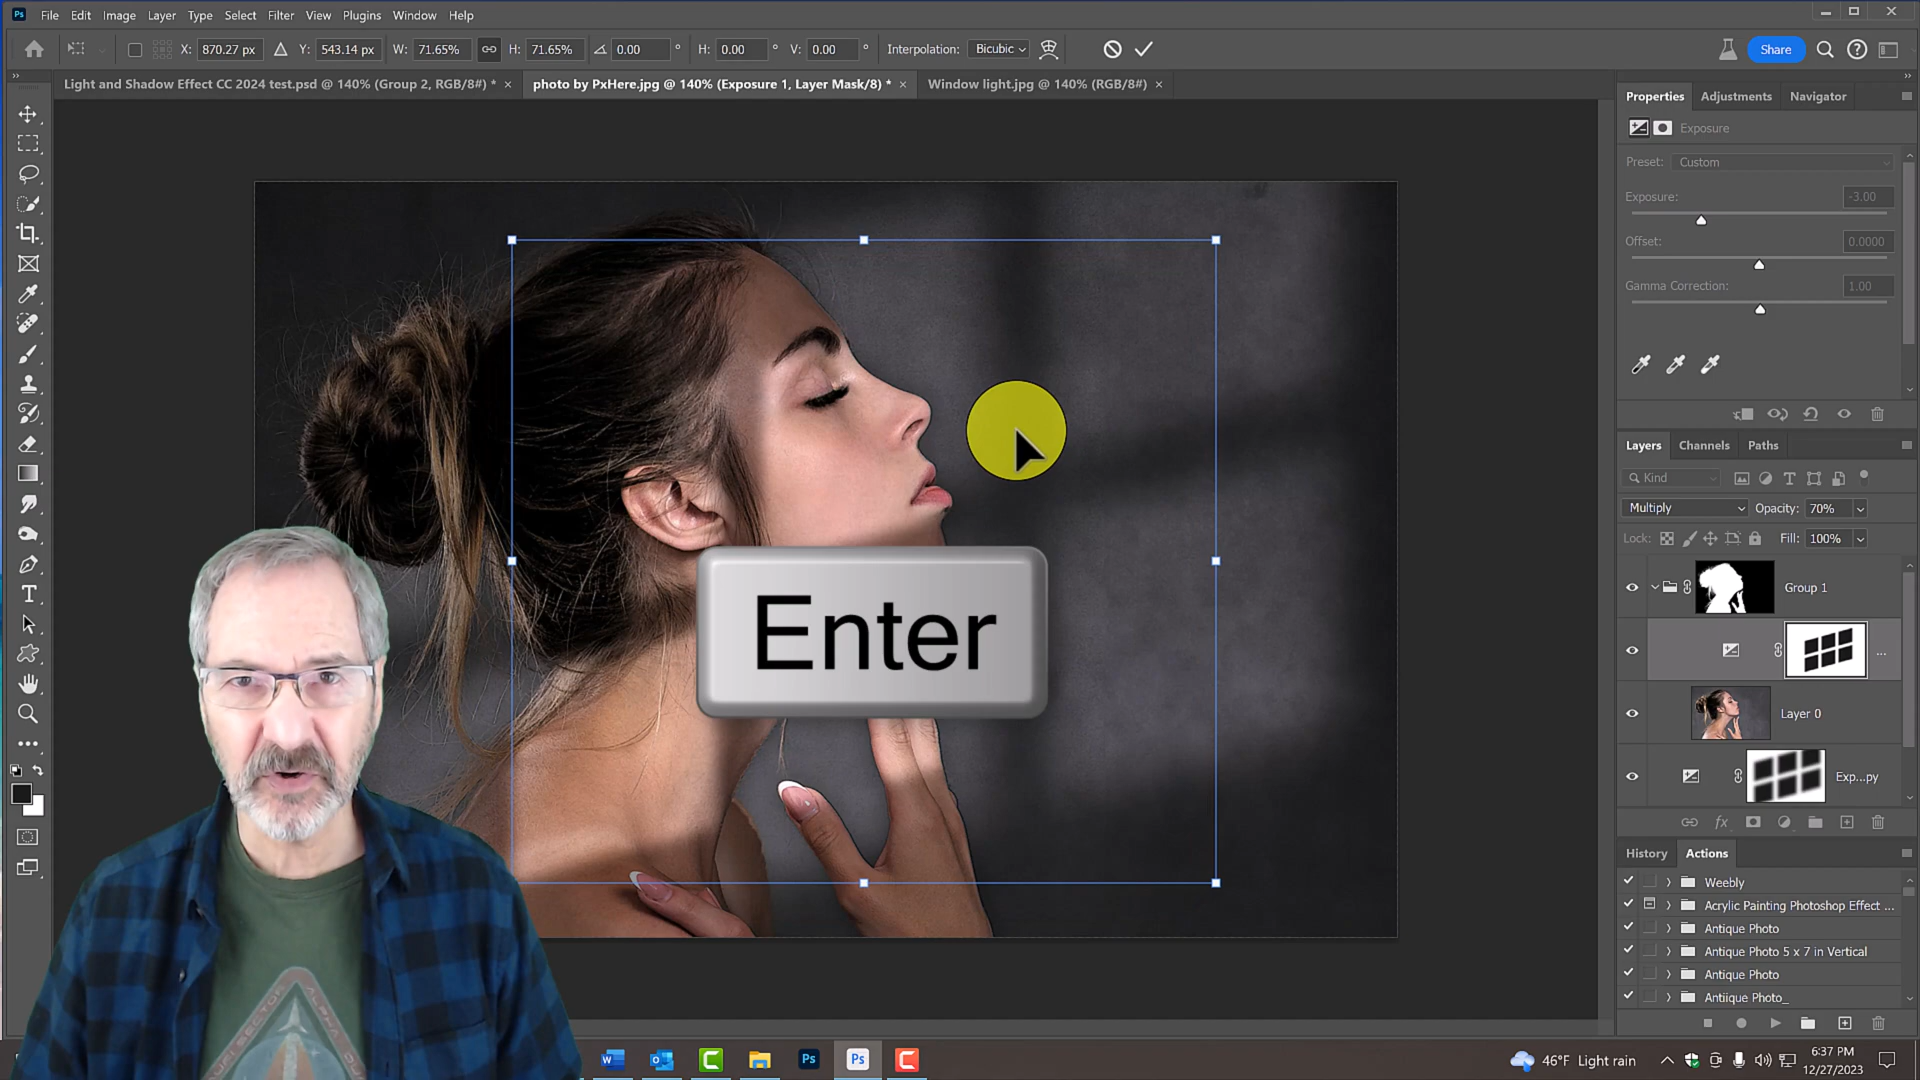 Ps File Edit Image Layer Type Select Filter View Plugins Window Help
X: 870.27 px Y: 543.14 px W: 71.65% H: 71.65% 0.00 ° H: 0.00 ° V: 0.00 ° Interpolation: Bicubic Share
Light and Shadow Effect CC 2024 test.psd @ 140% (Group 2, RGB/8#) * × photo by PxHere.jpg @ 140% (Exposure 1, Layer Mask/8) * × Window light.jpg @ 140% (RGB/8#) ×
Properties Adjustments Navigator
Exposure
Preset: Custom
Exposure: -3.00
Offset: 0.0000
Gamma Correction: 1.00
Layers Channels Paths
Kind
Multiply Opacity: 70%
Lock: Fill: 100%
Group 1
...
Layer 0
Exp...py
Enter
History Actions
Weebly
Acrylic Painting Photoshop Effect ...
Antique Photo
Antique Photo 5 x 7 in Vertical
Antique Photo
Antiique Photo_
46°F Light rain
6:37 PM
12/27/2023